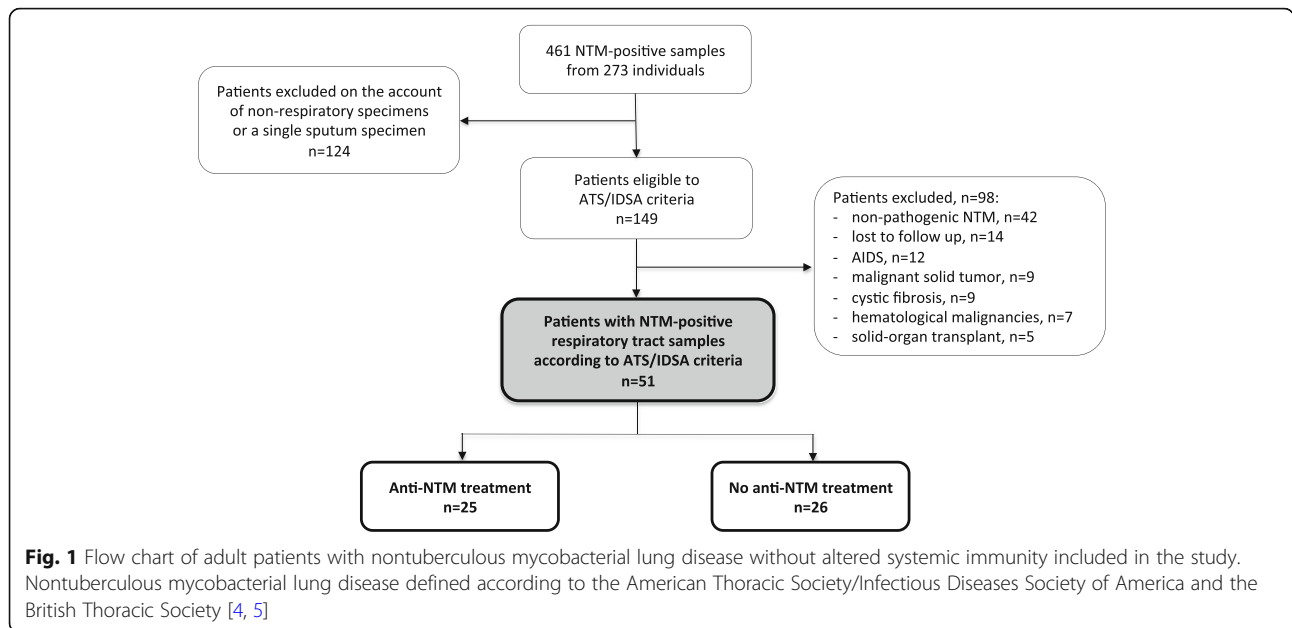 461 NTM-positive samples
from 273 individuals
Patients excluded on the account
of non-respiratory specimens
or a single sputum specimen
n=124
Patients eligible to
ATS/IDSA criteria
n=149
Patients excluded, n=98:
- non-pathogenic NTM, n=42
- lost to follow up, n=14
- AIDS, n=12
- malignant solid tumor, n=9
- cystic fibrosis, n=9
- hematological malignancies, n=7
- solid-organ transplant, n=5
Patients with NTM-positive
respiratory tract samples
according to ATS/IDSA criteria
n=51
Anti-NTM treatment
n=25
No anti-NTM treatment
n=26
Fig. 1 Flow chart of adult patients with nontuberculous mycobacterial lung disease without altered systemic immunity included in the study.
Nontuberculous mycobacterial lung disease defined according to the American Thoracic Society/Infectious Diseases Society of America and the
British Thoracic Society [4, 5]